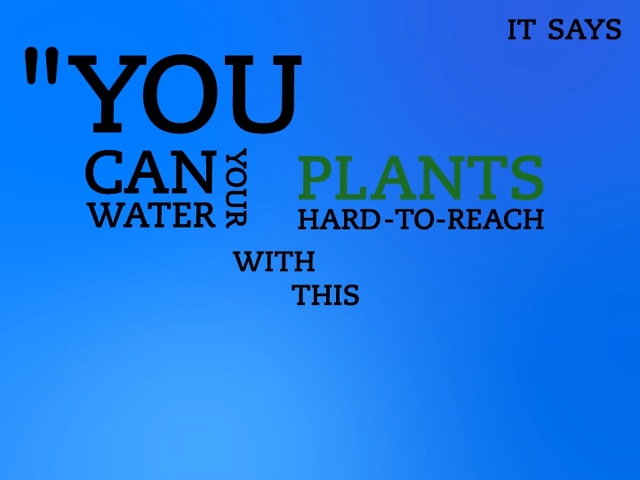 IT SAYS
"YOU
CAN
WATER
YOUR
PLANTS
HARD-TO-REACH
WITH
THIS